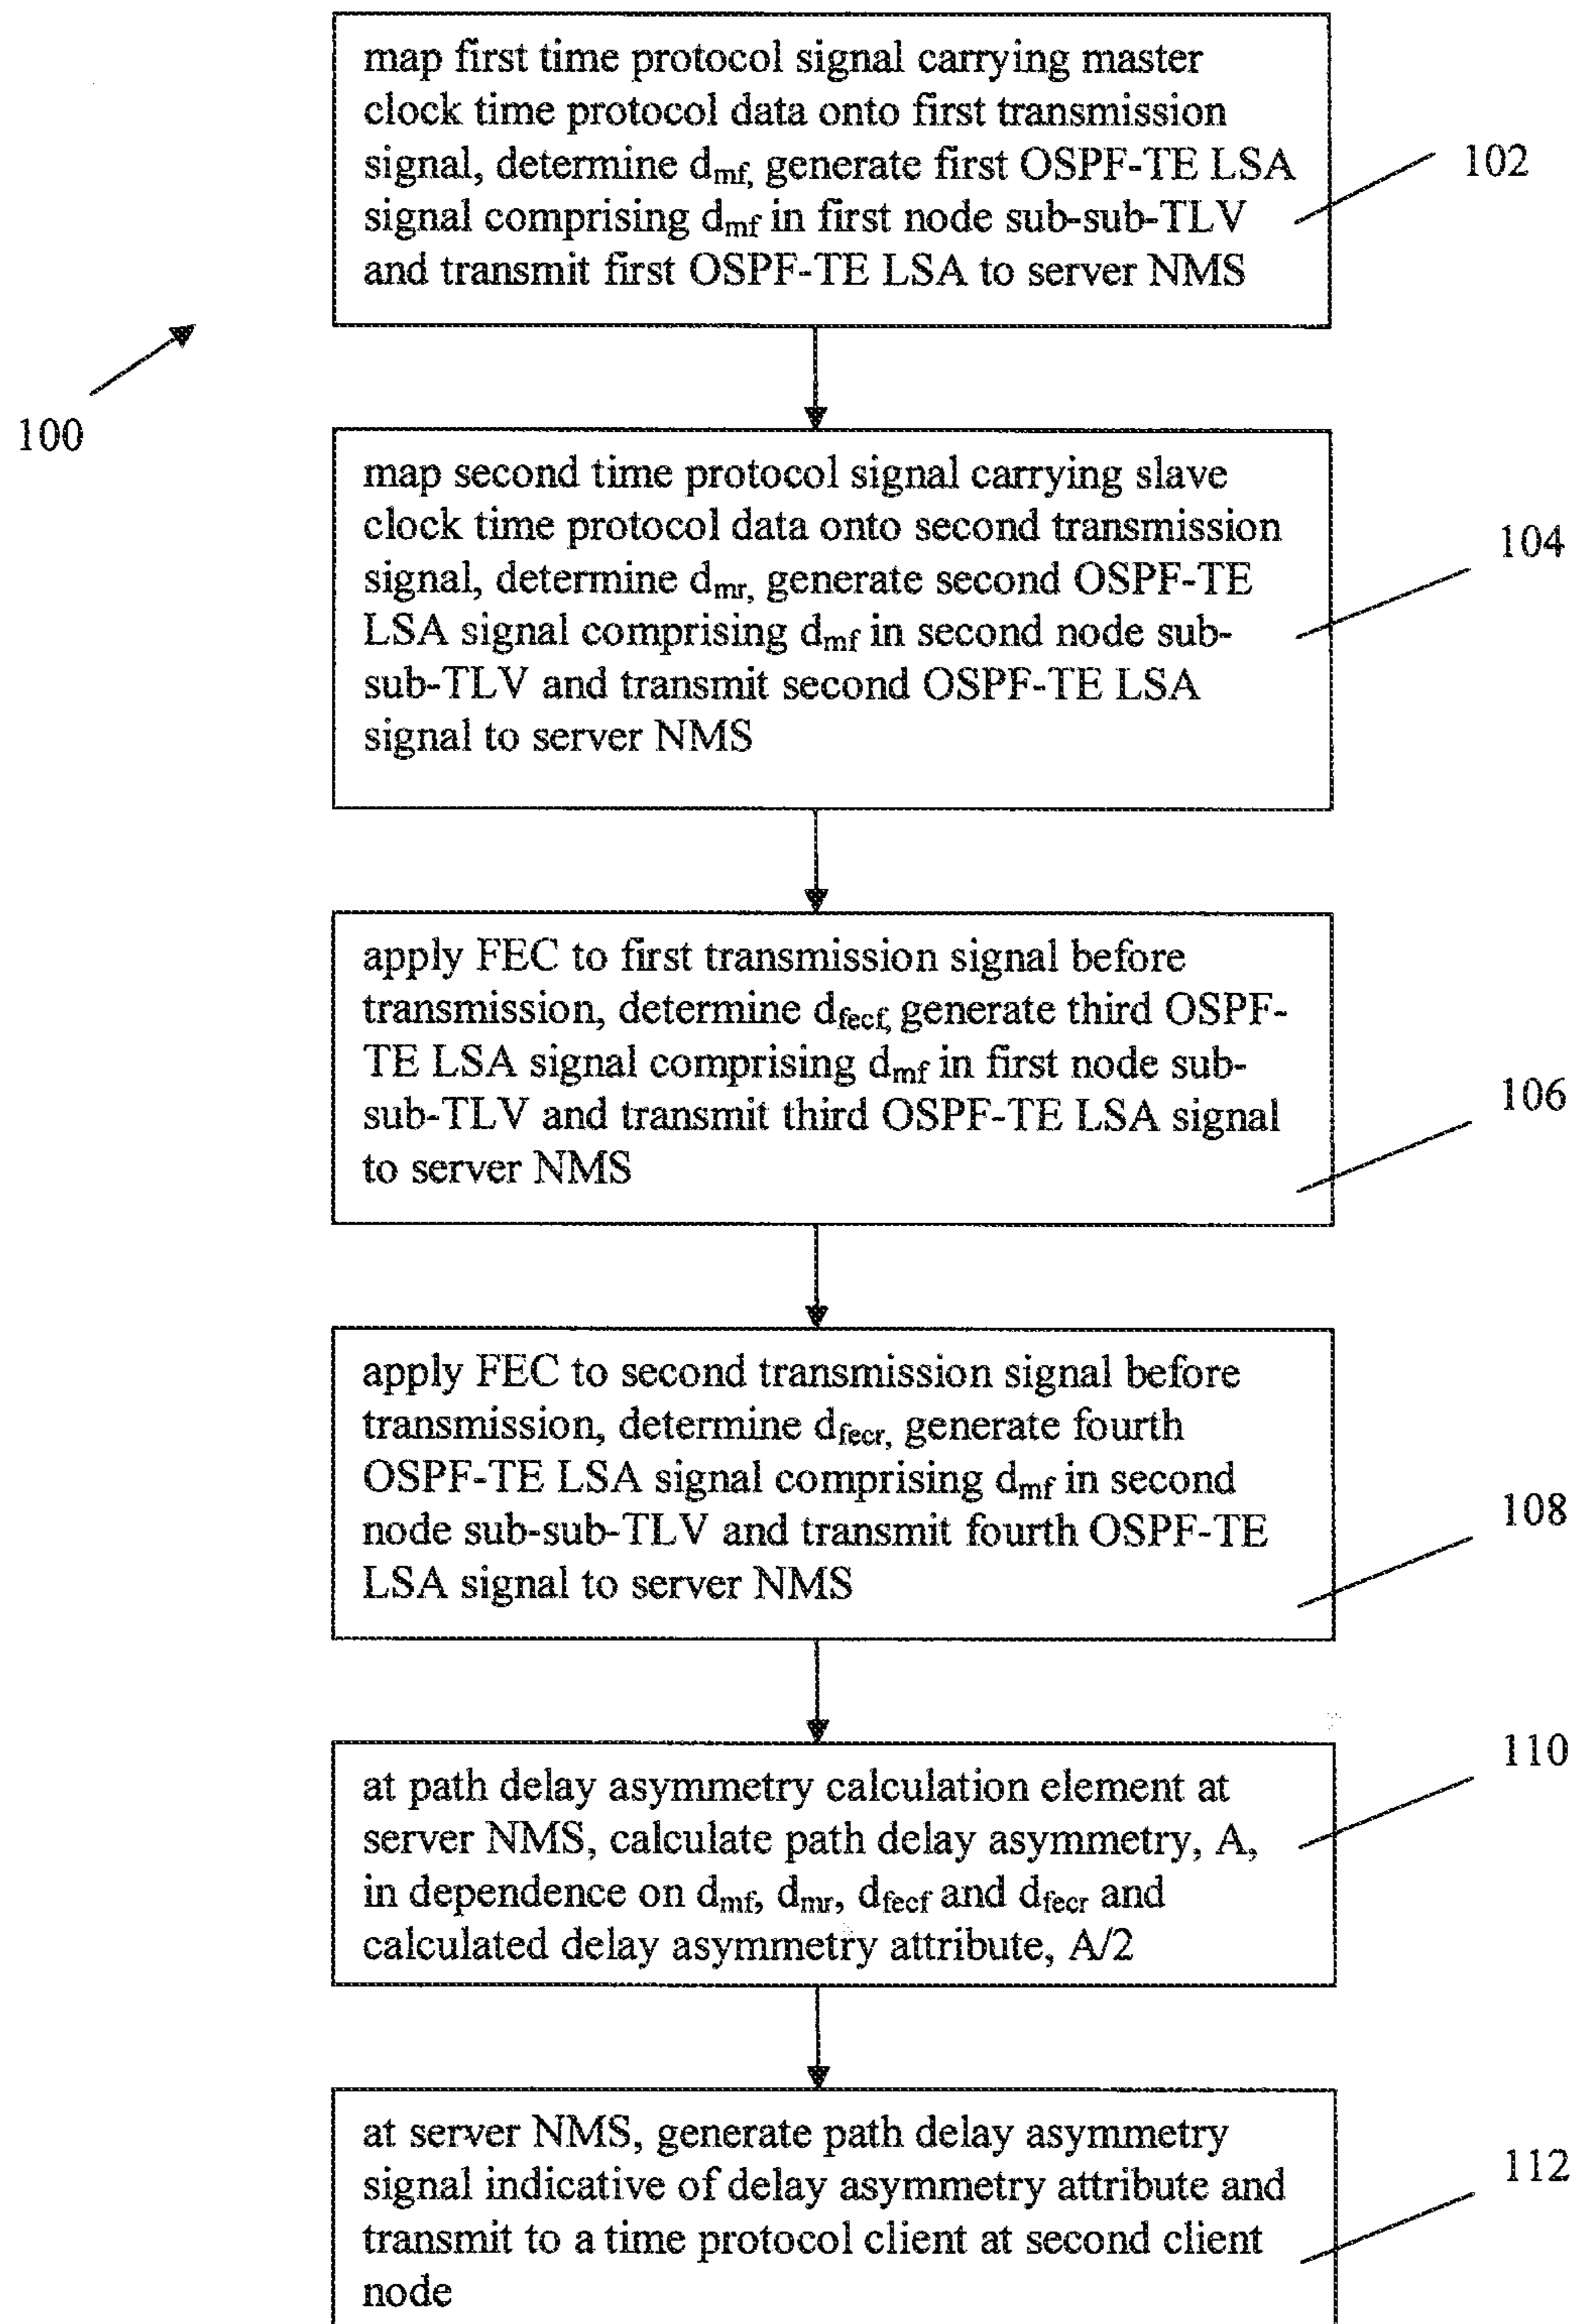 map first time protocol signal carrying master
clock time protocol data onto first transmission
signal, determine dmf, generate first OSPF-TE LSA
signal comprising dmf in first node sub-sub-TLV
and transmit first OSPF-TE LSA to server NMS
102
100
map second time protocol signal carrying slave
clock time protocol data onto second transmission
signal, determine dmr, generate second OSPF-TE
LSA signal comprising dmf in second node sub-
sub-TLV and transmit second OSPF-TE LSA
signal to server NMS
104
apply FEC to first transmission signal before
transmission, determine dfecf, generate third OSPF-
TE LSA signal comprising dmf in first node sub-
sub-TLV and transmit third OSPF-TE LSA signal
to server NMS
106
apply FEC to second transmission signal before
transmission, determine dfecr, generate fourth
OSPF-TE LSA signal comprising dmf in second
node sub-sub-TLV and transmit fourth OSPF-TE
LSA signal to server NMS
108
at path delay asymmetry calculation element at
server NMS, calculate path delay asymmetry, A,
in dependence on dmf, dmr, dfecf and dfecr and
calculated delay asymmetry attribute, A/2
110
at server NMS, generate path delay asymmetry
signal indicative of delay asymmetry attribute and
transmit to a time protocol client at second client
node
112